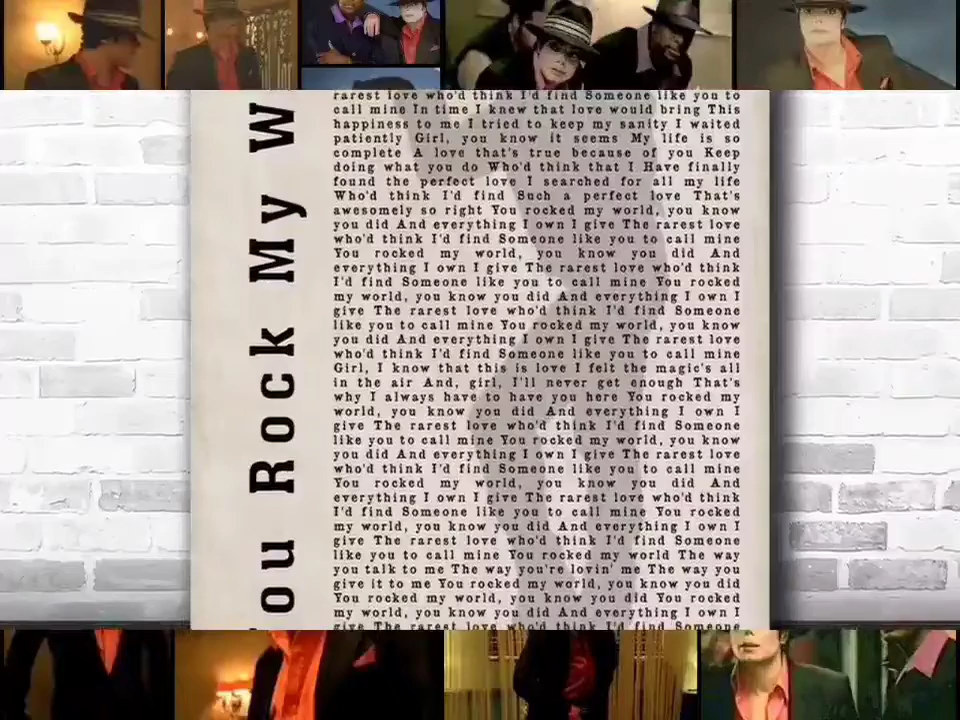 You Rock My W
rarest love who'd think I'd find Someone like you to
call mine In time I knew that love would bring This
happiness to me I tried to keep my sanity I waited
patiently Girl, you know it seems My life is so
complete A love that's true because of you Keep
doing what you do Who'd think that I Have finally
found the perfect love I searched for all my life
Who'd think I'd find Such a perfect love That's
awesomely so right You rocked my world, you know
you did And everything I own I give The rarest love
who'd think I'd find Someone like you to call mine
You rocked my world, you know you did And
everything I own I give The rarest love who'd think
I'd find Someone like you to call mine You rocked
my world, you know you did And everything I own I
give The rarest love who'd think I'd find Someone
like you to call mine You rocked my world, you know
you did And everything I own I give The rarest love
who'd think I'd find Someone like you to call mine
Girl, I know that this is love I felt the magic's all
in the air And, girl, I'll never get enough That's
why I always have to have you here You rocked my
world, you know you did And everything I own I
give The rarest love who'd think I'd find Someone
like you to call mine You rocked my world, you know
you did And everything I own I give The rarest love
who'd think I'd find Someone like you to call mine
You rocked my world, you know you did And
everything I own I give The rarest love who'd think
I'd find Someone like you to call mine You rocked
my world, you know you did And everything I own I
give The rarest love who'd think I'd find Someone
like you to call mine You rocked my world The way
you talk to me The way you're lovin' me The way you
give it to me You rocked my world, you know you did
You rocked my world, you know you did You rocked
my world, you know you did And everything I own I
give The rarest love who'd think I'd find Someone